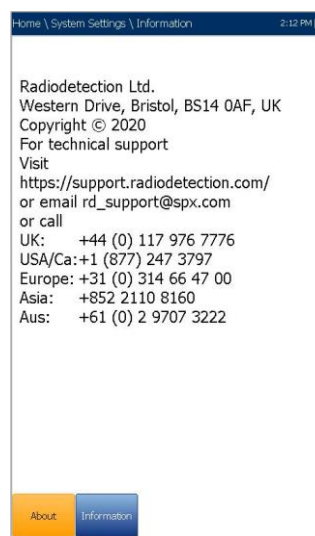 Home \ System Settings \ Information 2:12 PM
Radiodetection Ltd.
Western Drive, Bristol, BS14 0AF, UK
Copyright © 2020
For technical support
Visit
https://support.radiodetection.com/
or email rd_support@spx.com
or call
UK: +44 (0) 117 976 7776
USA/Ca:+1 (877) 247 3797
Europe: +31 (0) 314 66 47 00
Asia: +852 2110 8160
Aus: +61 (0) 2 9707 3222
About Information